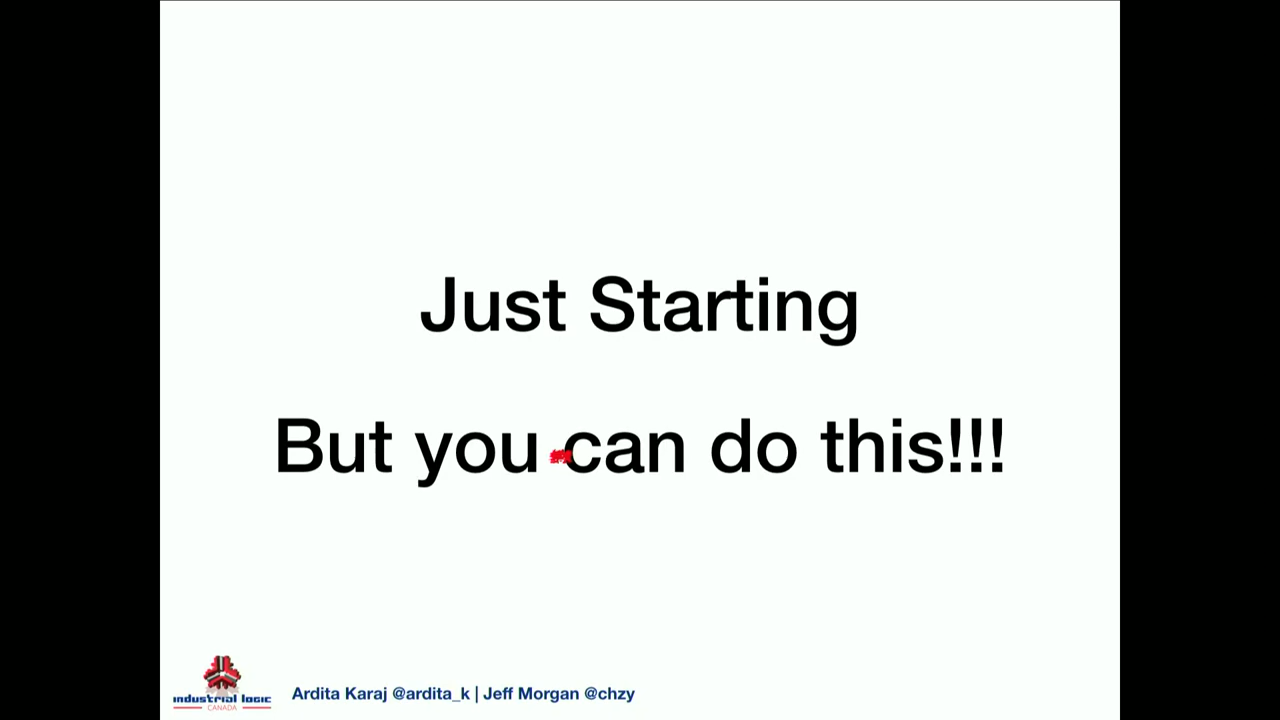 Just Starting
But you can do this!!!
industrial logic
CANADA
Ardita Karaj @ardita_k | Jeff Morgan @chzy